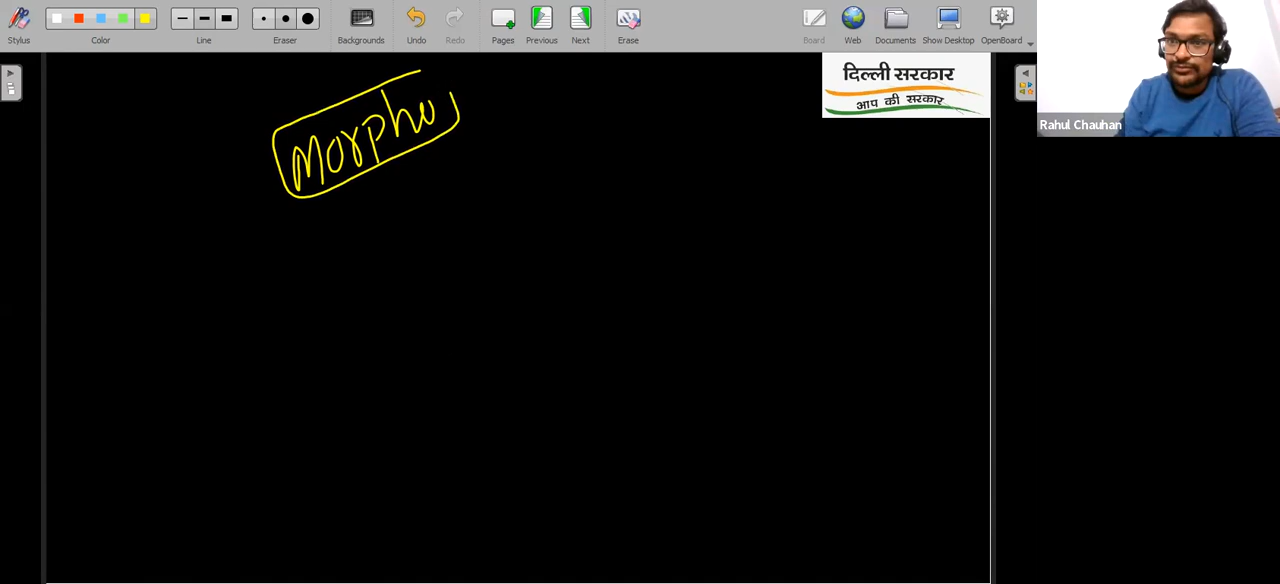 Stylus Color Line Eraser Backgrounds Undo Redo Pages Previous Next Erase Board Web Documents Show Desktop OpenBoard
दिल्ली सरकार
आप की सरकार
Morpho
Rahul Chauhan